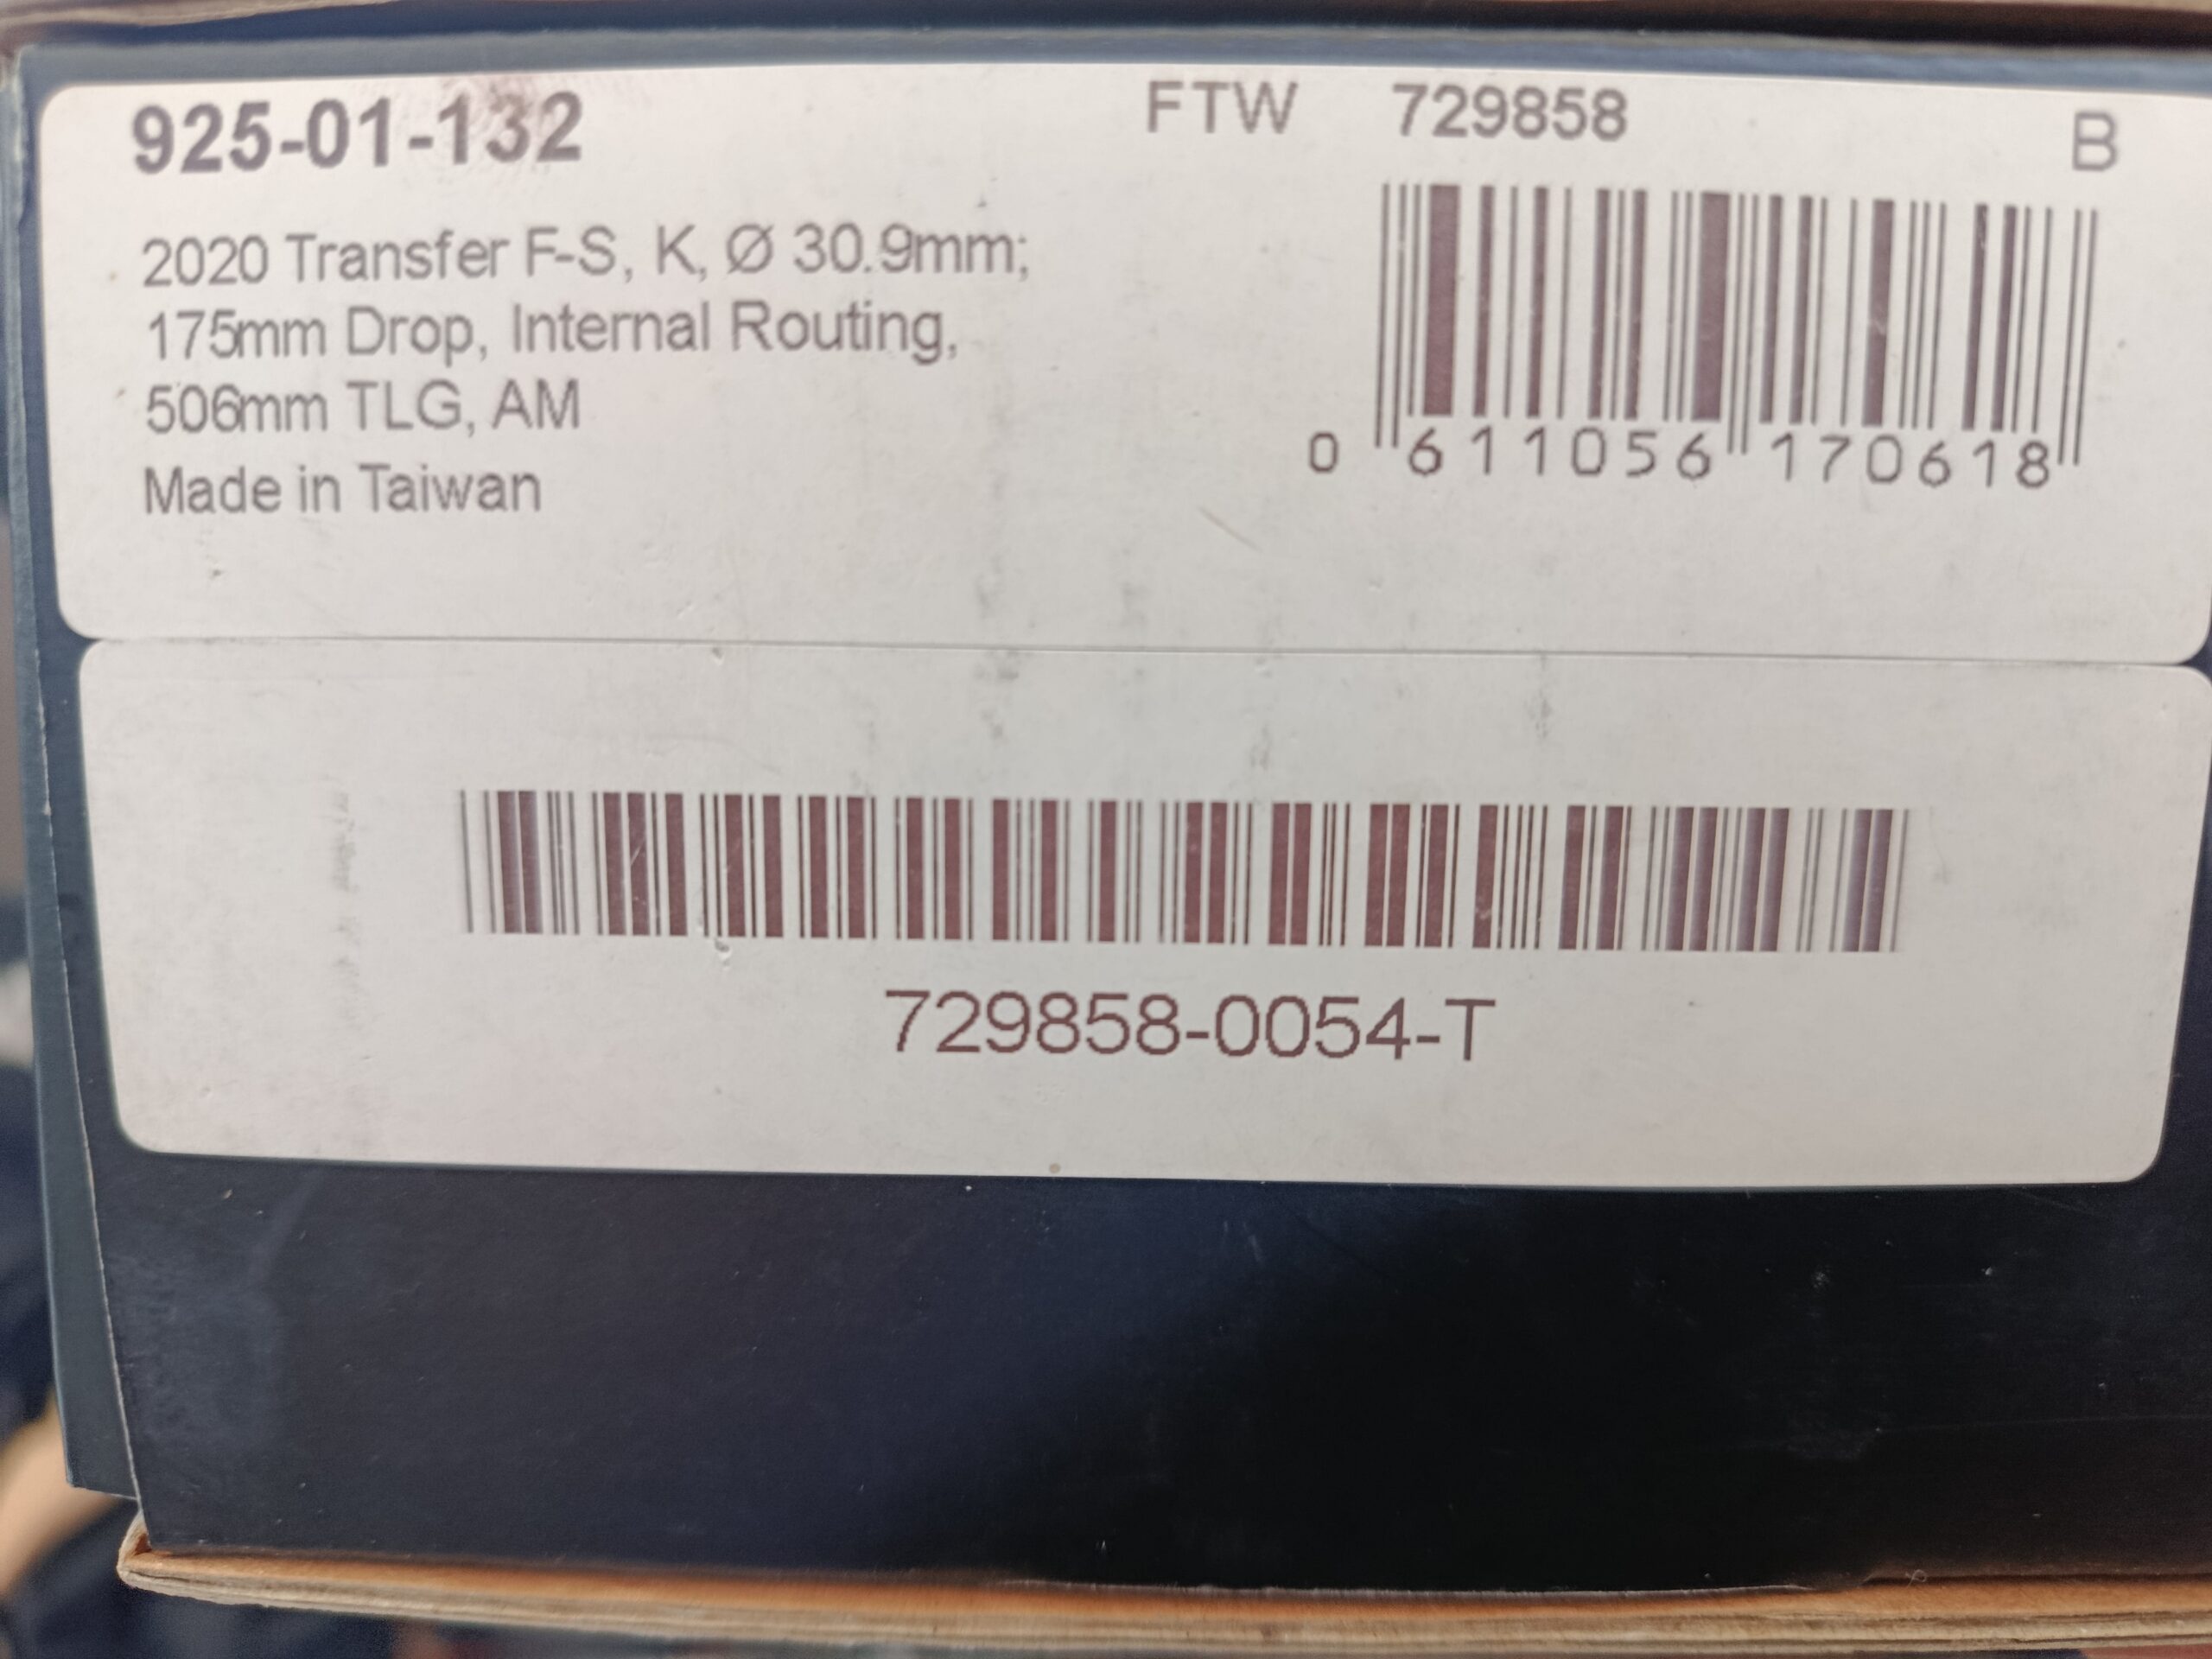 925-01-132
FTW 729858 B
2020 Transfer F-S, K, Ø 30.9mm;
175mm Drop, Internal Routing,
506mm TLG, AM
Made in Taiwan
0 611056 170618
729858-0054-T